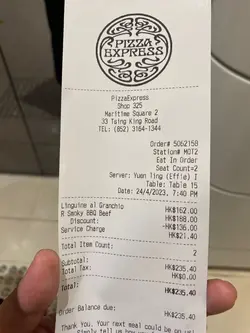 PIZZA
EXPRESS
PizzaExpress
Shop 325
Maritime Square 2
33 Tsing King Road
TEL: (852) 3184-1344
Order# 5062158
Station# MOT2
Eat In Order
Seat Count=2
Server: Yuen ling (Effie) I
Table: Table 15
Date: 24/4/2023, 7:40 PM
Linguine al Granchio HK$162.00
R Smoky BBQ Beef HK$188.00
Discount: -HK$136.00
Service Charge HK$21.40
Total Item Count: 2
Subtotal: HK$235.40
Total Tax: HK$0.00
Total: HK$235.40
Order Balance due: HK$235.40
Thank You. Your next meal could be
Simply tell us how